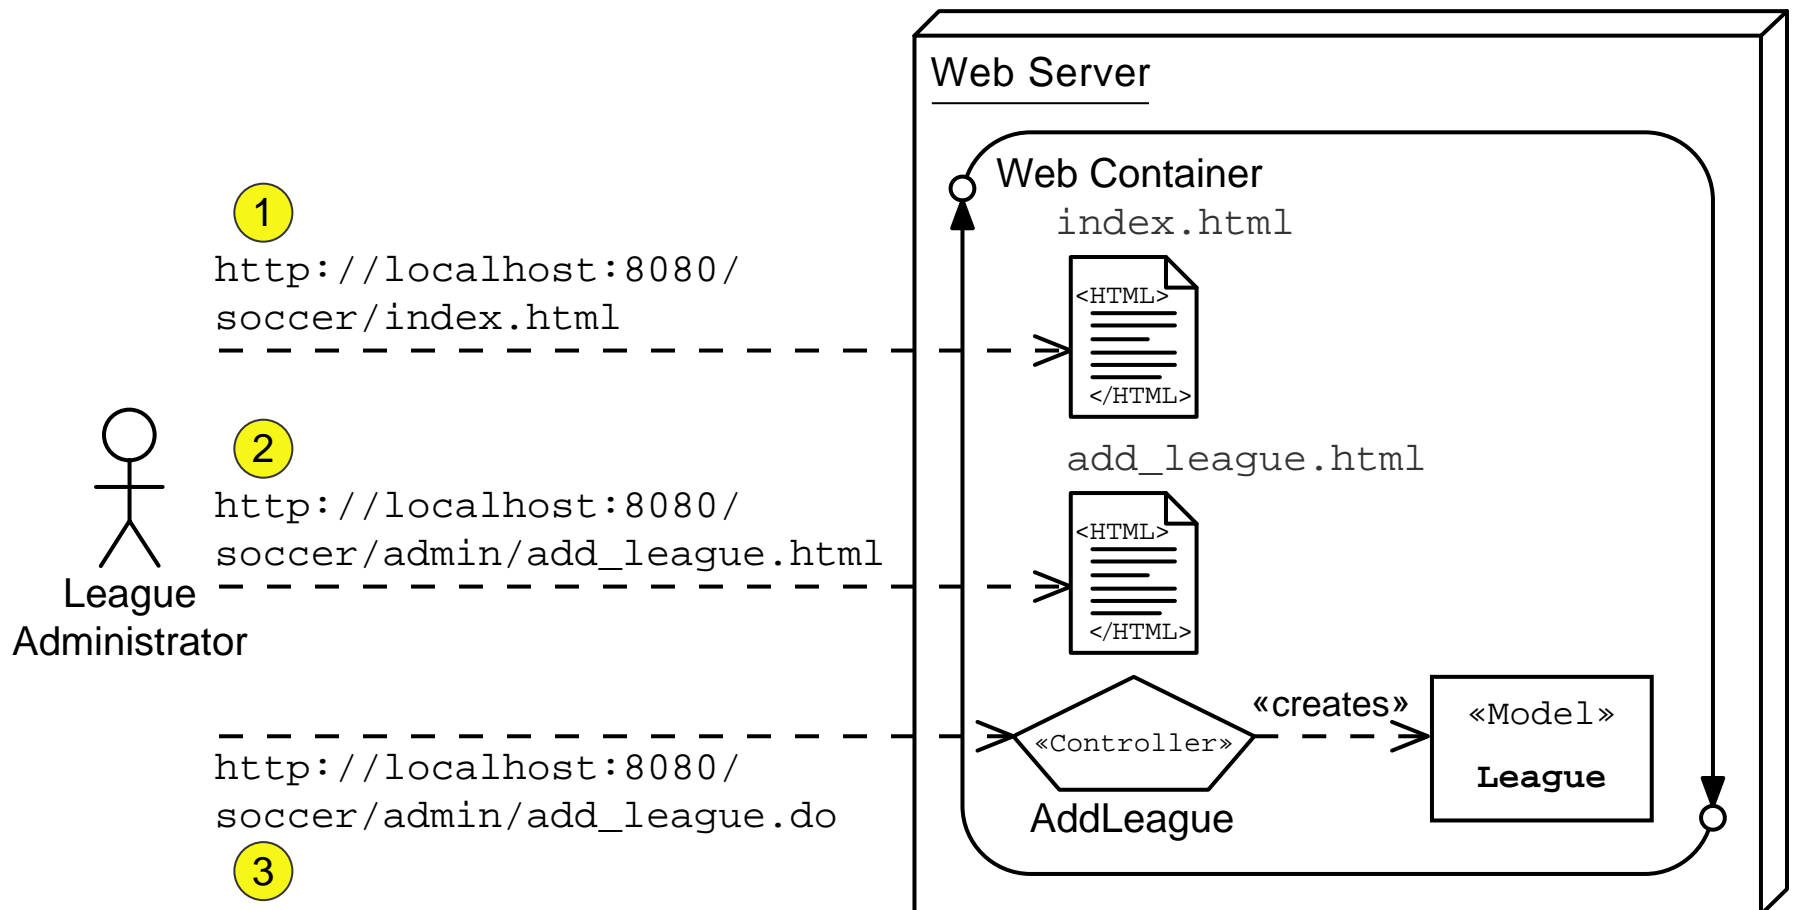 Web Server
Web Container
1
http://localhost:8080/
soccer/index.html
index.html
<HTML>
</HTML>
2
http://localhost:8080/
soccer/admin/add_league.html
add_league.html
<HTML>
</HTML>
League
Administrator
http://localhost:8080/
soccer/admin/add_league.do
3
«Controller»
AddLeague
«creates»
«Model»
League